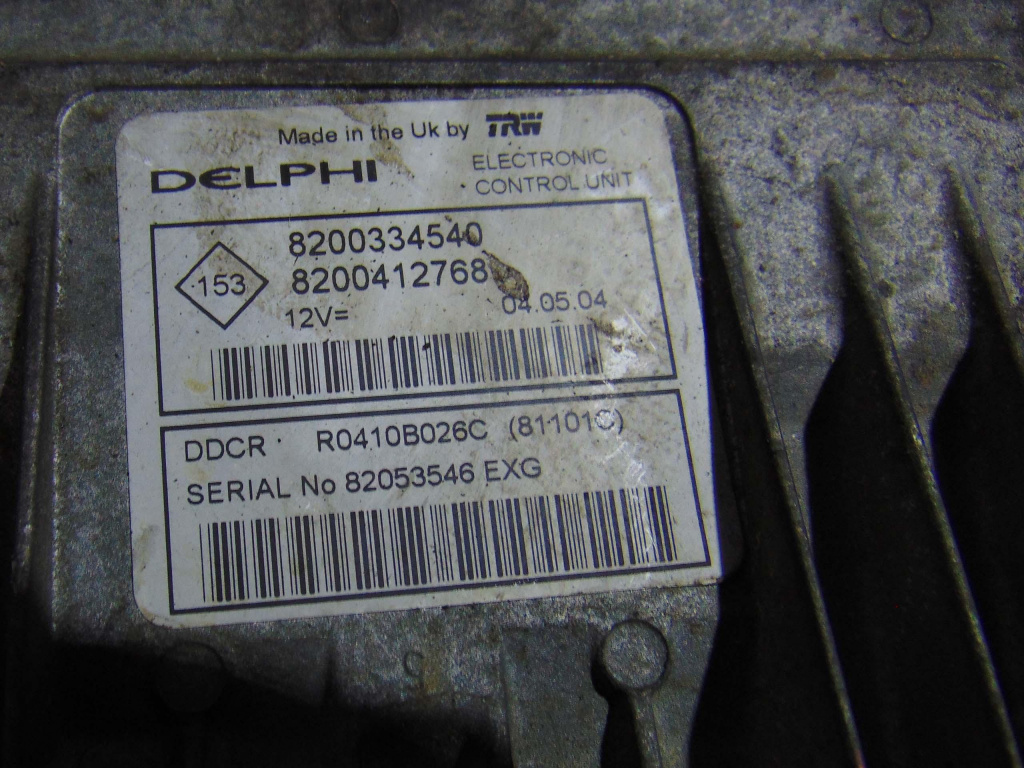 Made in the Uk by TRW
DELPHI
ELECTRONIC
CONTROL UNIT
153
8200334540
8200412768
12V=
04.05.04
DDCR R0410B026C (81101C)
SERIAL No 82053546 EXG